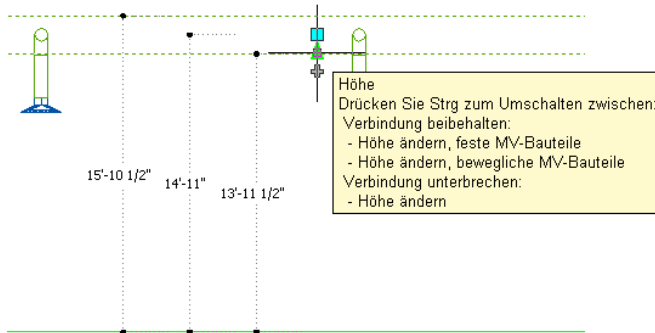 Höhe
Drücken Sie Strg zum Umschalten zwischen:
Verbindung beibehalten:
- Höhe ändern, feste MV-Bauteile
- Höhe ändern, bewegliche MV-Bauteile
Verbindung unterbrechen:
- Höhe ändern
15'-10 1/2"
14'-11"
13'-11 1/2"